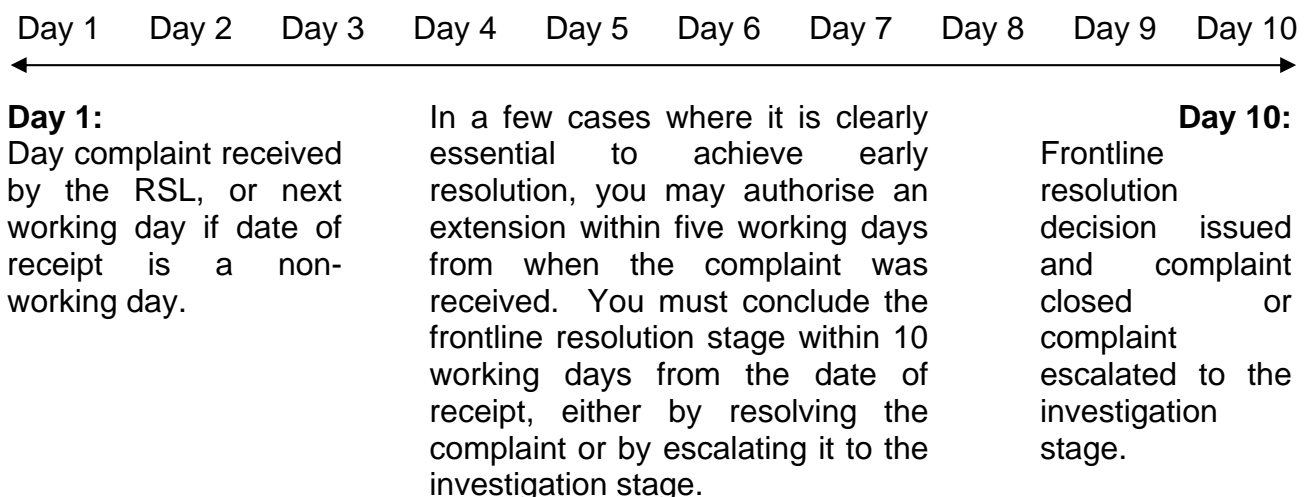 Day 1 Day 2 Day 3 Day 4 Day 5 Day 6 Day 7 Day 8 Day 9 Day 10
Day 1:
Day complaint received
by the RSL, or next
working day if date of
receipt is a non-
working day.
In a few cases where it is clearly
essential to achieve early
resolution, you may authorise an
extension within five working days
from when the complaint was
received. You must conclude the
frontline resolution stage within 10
working days from the date of
receipt, either by resolving the
complaint or by escalating it to the
investigation stage.
Day 10:
Frontline
resolution
decision issued
and complaint
closed or
complaint
escalated to the
investigation
stage.